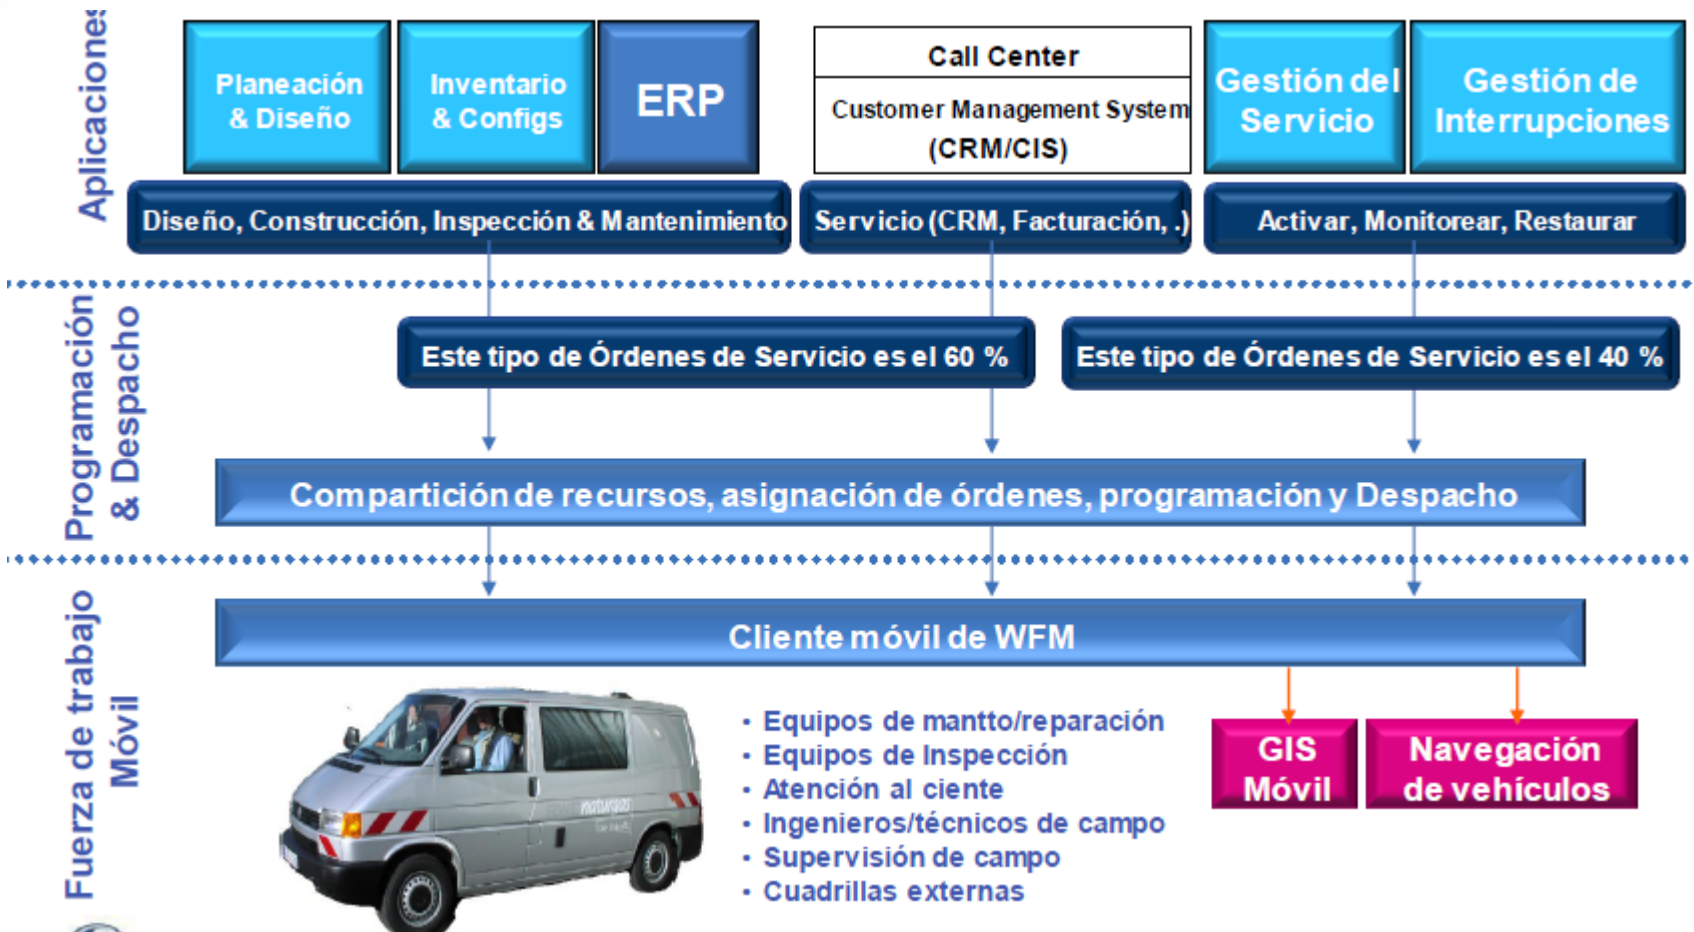 Aplicaciones
Planeación
& Diseño
Inventario
& Configs
ERP
Call Center
Customer Management System
(CRM/CIS)
Gestión del
Servicio
Gestión de
Interrupciones
Diseño, Construcción, Inspección & Mantenimiento
Servicio (CRM, Facturación, .)
Activar, Monitorear, Restaurar
Programación
& Despacho
Este tipo de Órdenes de Servicio es el 60 %
Este tipo de Órdenes de Servicio es el 40 %
Compartición de recursos, asignación de órdenes, programación y Despacho
Fuerza de trabajo
Móvil
Cliente móvil de WFM
• Equipos de mantto/reparación
• Equipos de Inspección
• Atención al ciente
• Ingenieros/técnicos de campo
• Supervisión de campo
• Cuadrillas externas
GIS
Móvil
Navegación
de vehículos
naturgas